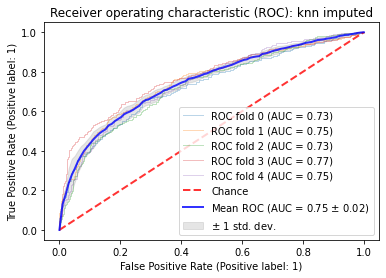 Receiver operating characteristic (ROC): knn imputed
True Positive Rate (Positive label: 1)
1.0
0.8
0.6
0.4
0.2
0.0
ROC fold 0 (AUC = 0.73)
ROC fold 1 (AUC = 0.75)
ROC fold 2 (AUC = 0.73)
ROC fold 3 (AUC = 0.77)
ROC fold 4 (AUC = 0.75)
Chance
Mean ROC (AUC = 0.75 ± 0.02)
± 1 std. dev.
0.0 0.2 0.4 0.6 0.8 1.0
False Positive Rate (Positive label: 1)